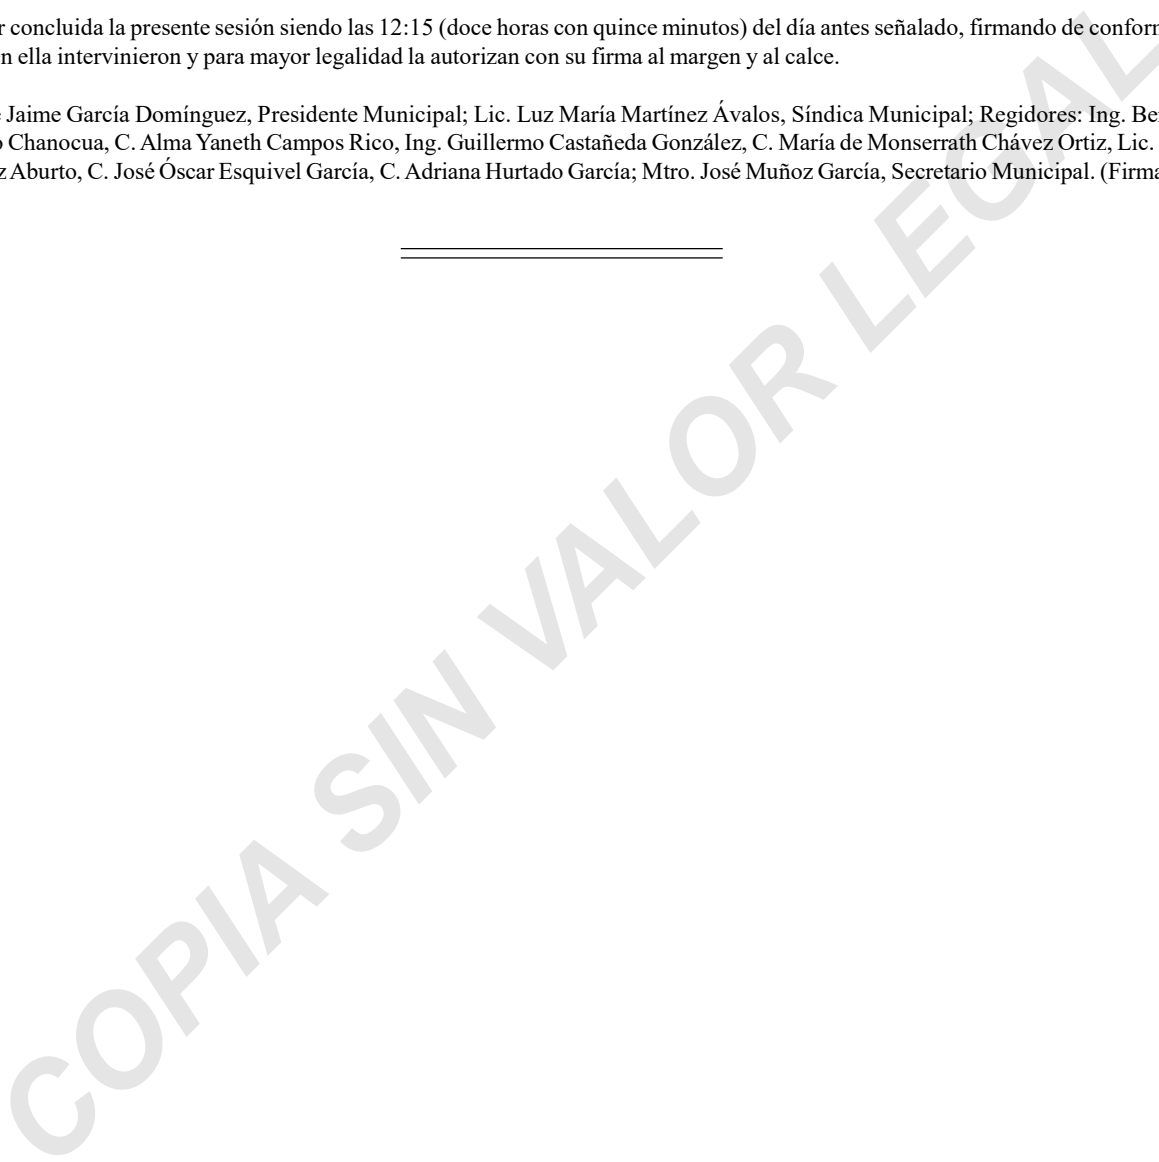 concluida la presente sesión siendo las 12:15 (doce horas con quince minutos) del día antes señalado, firmando de
ella intervinieron y para mayor legalidad la autorizan con su firma al margen y al calce.
Jaime García Domínguez, Presidente Municipal; Lic. Luz María Martínez Ávalos, Síndica Municipal; Regidores: Ing.
Chanocua, C. Alma Yaneth Campos Rico, Ing. Guillermo Castañeda González, C. María de Monserrath Chávez Ortiz, Lic.
Aburto, C. José Óscar Esquivel García, C. Adriana Hurtado García; Mtro. José Muñoz García, Secretario Municipal.
COPIA SIN VALOR LEGAL